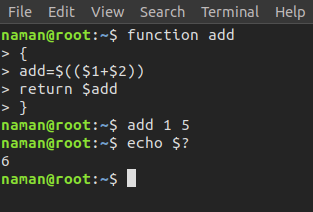 File Edit View Search Terminal Help
naman@root:~$ function add
> {
> add=$(($1+$2))
> return $add
> }
naman@root:~$ add 1 5
naman@root:~$ echo $?
6
naman@root:~$